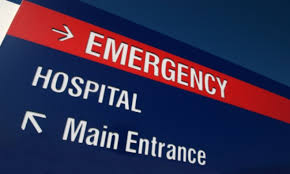 → EMERGENCY
HOSPITAL
↖ Main Entrance